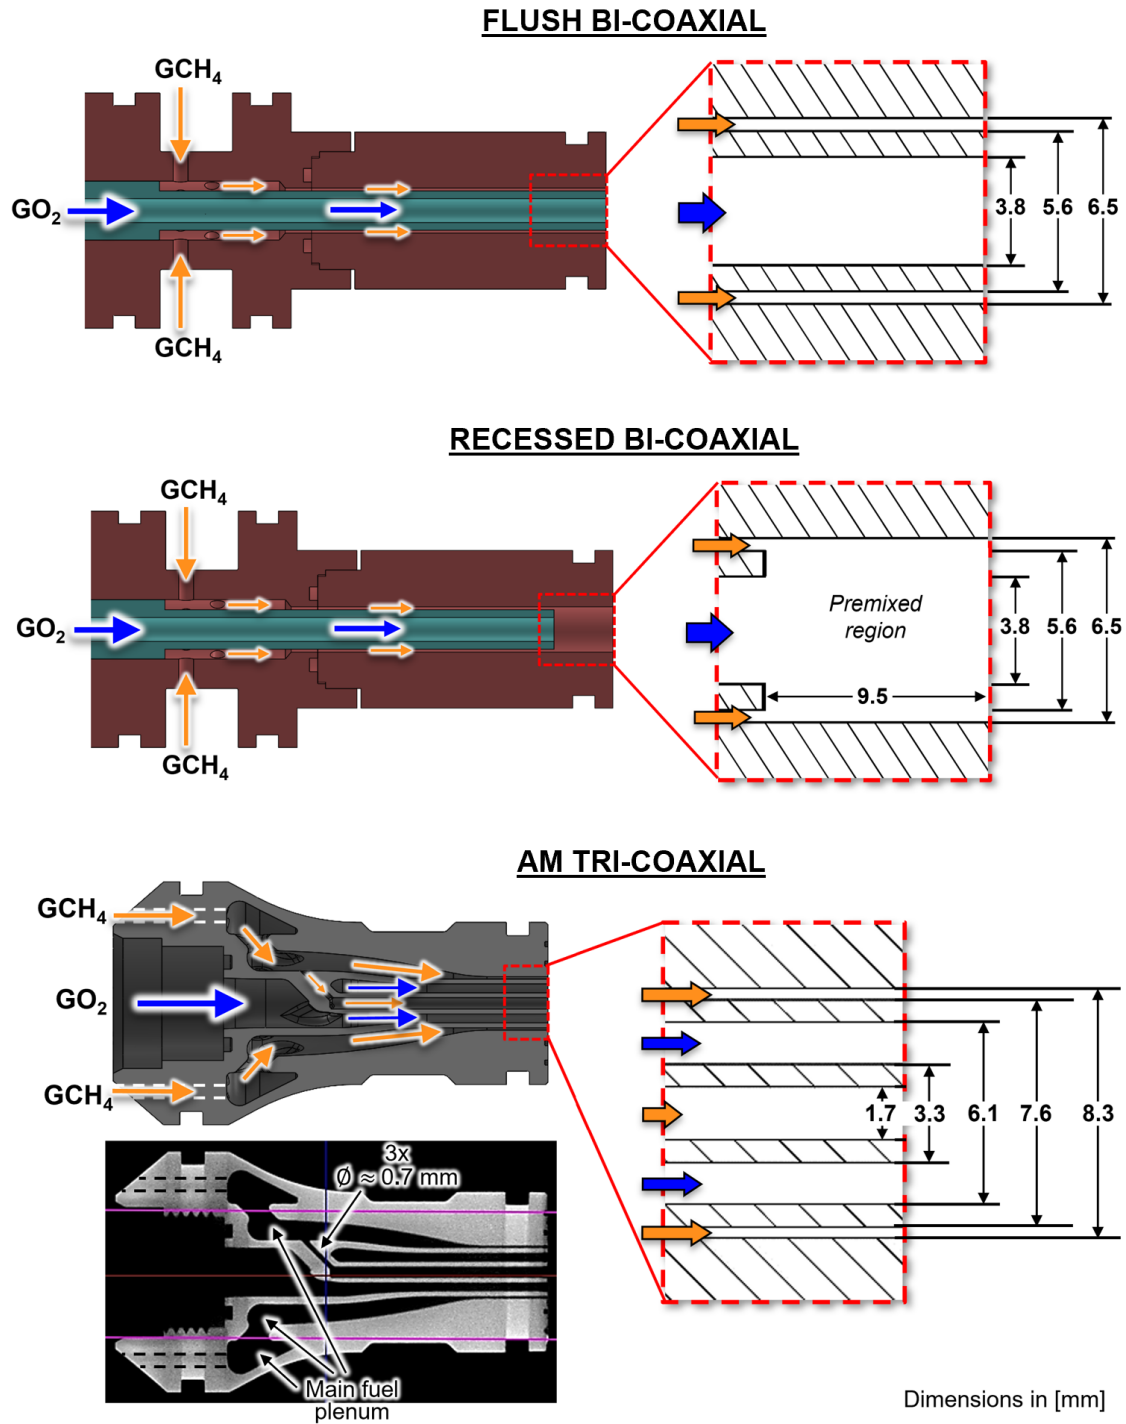 FLUSH BI-COAXIAL
GCH4
GO2
GCH4
3.8 5.6 6.5
RECESSED BI-COAXIAL
GCH4
GO2
GCH4
Premixed
region
9.5
3.8 5.6 6.5
AM TRI-COAXIAL
GCH4
GO2
GCH4
1.7 3.3 6.1 7.6 8.3
3x
Ø ≈ 0.7 mm
Main fuel
plenum
Dimensions in [mm]